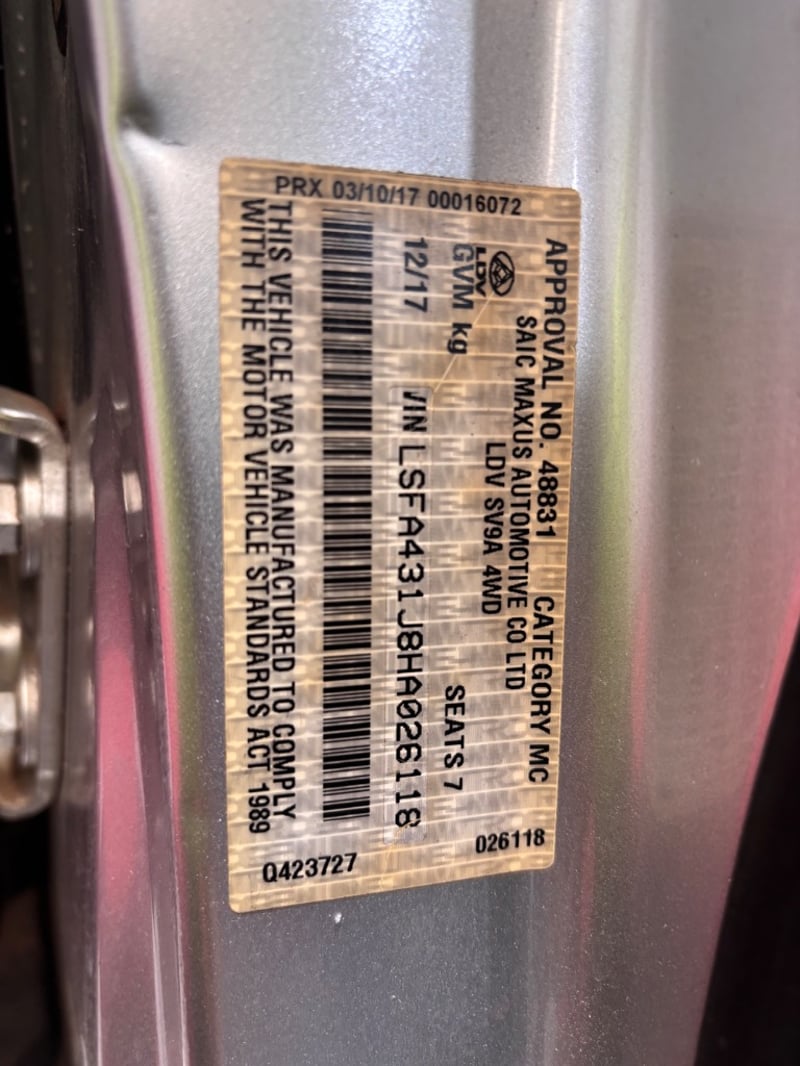 PRX 03/10/17 00016072
APPROVAL NO. 48831 CATEGORY MC
SAIC MAXUS AUTOMOTIVE CO LTD
LDV
LDV SV9A 4WD
GVM kg
SEATS 7
12/17
VIN LSFA431J8HA026118
THIS VEHICLE WAS MANUFACTURED TO COMPLY
WITH THE MOTOR VEHICLE STANDARDS ACT 1989
026118
Q423727